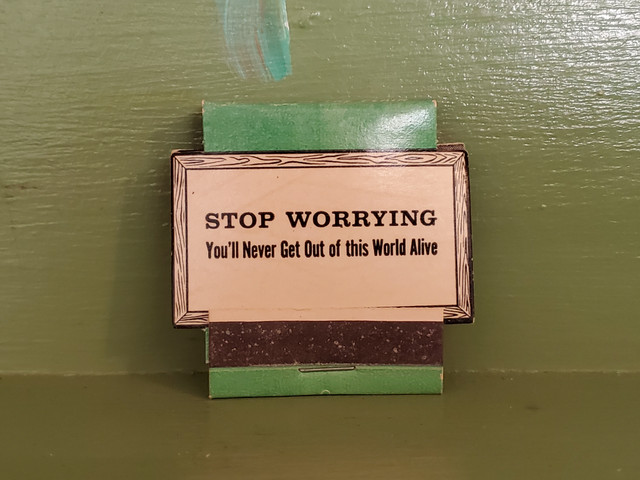 STOP WORRYING
You'll Never Get Out of this World Alive